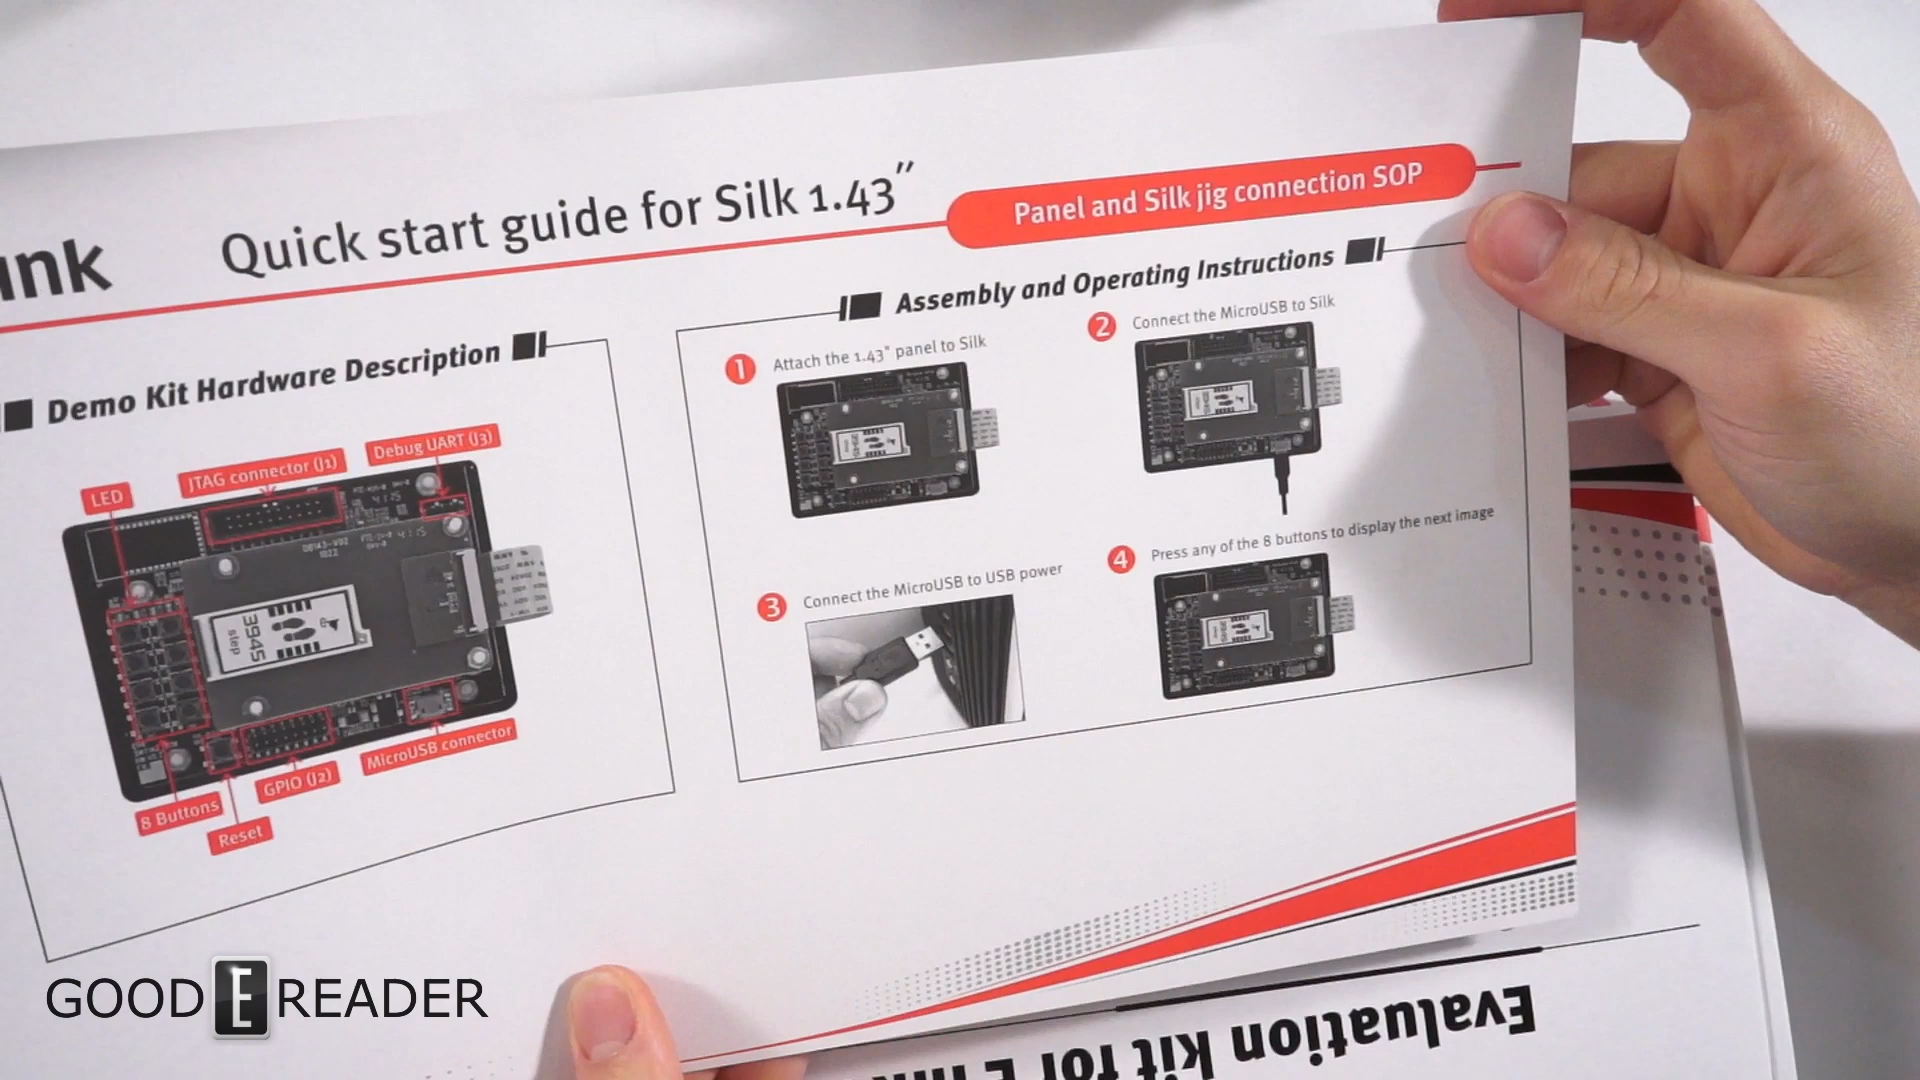 ink
Quick start guide for Silk 1.43"
Panel and Silk jig connection SOP
Demo Kit Hardware Description
LED
JTAG connector (J1)
Debug UART (J3)
3945
step
8 Buttons
Reset
GPIO (J2)
MicroUSB connector
Assembly and Operating Instructions
1 Attach the 1.43" panel to Silk
2 Connect the MicroUSB to Silk
3 Connect the MicroUSB to USB power
4 Press any of the 8 buttons to display the next image
GOOD E READER
Evaluation kit for E